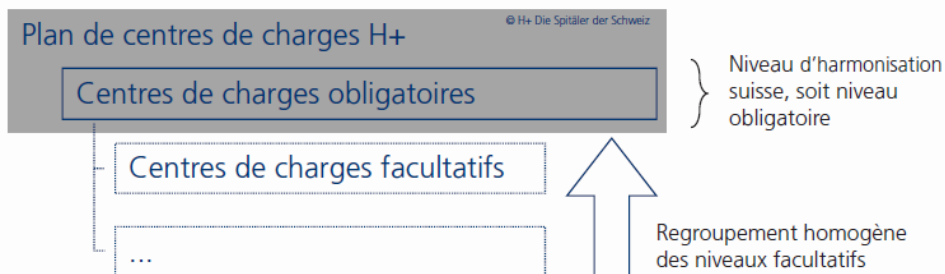 Plan de centres de charges H+
© H+ Die Spitäler der Schweiz
Centres de charges obligatoires
Niveau d'harmonisation
suisse, soit niveau
obligatoire
Centres de charges facultatifs
...
Regroupement homogène
des niveaux facultatifs